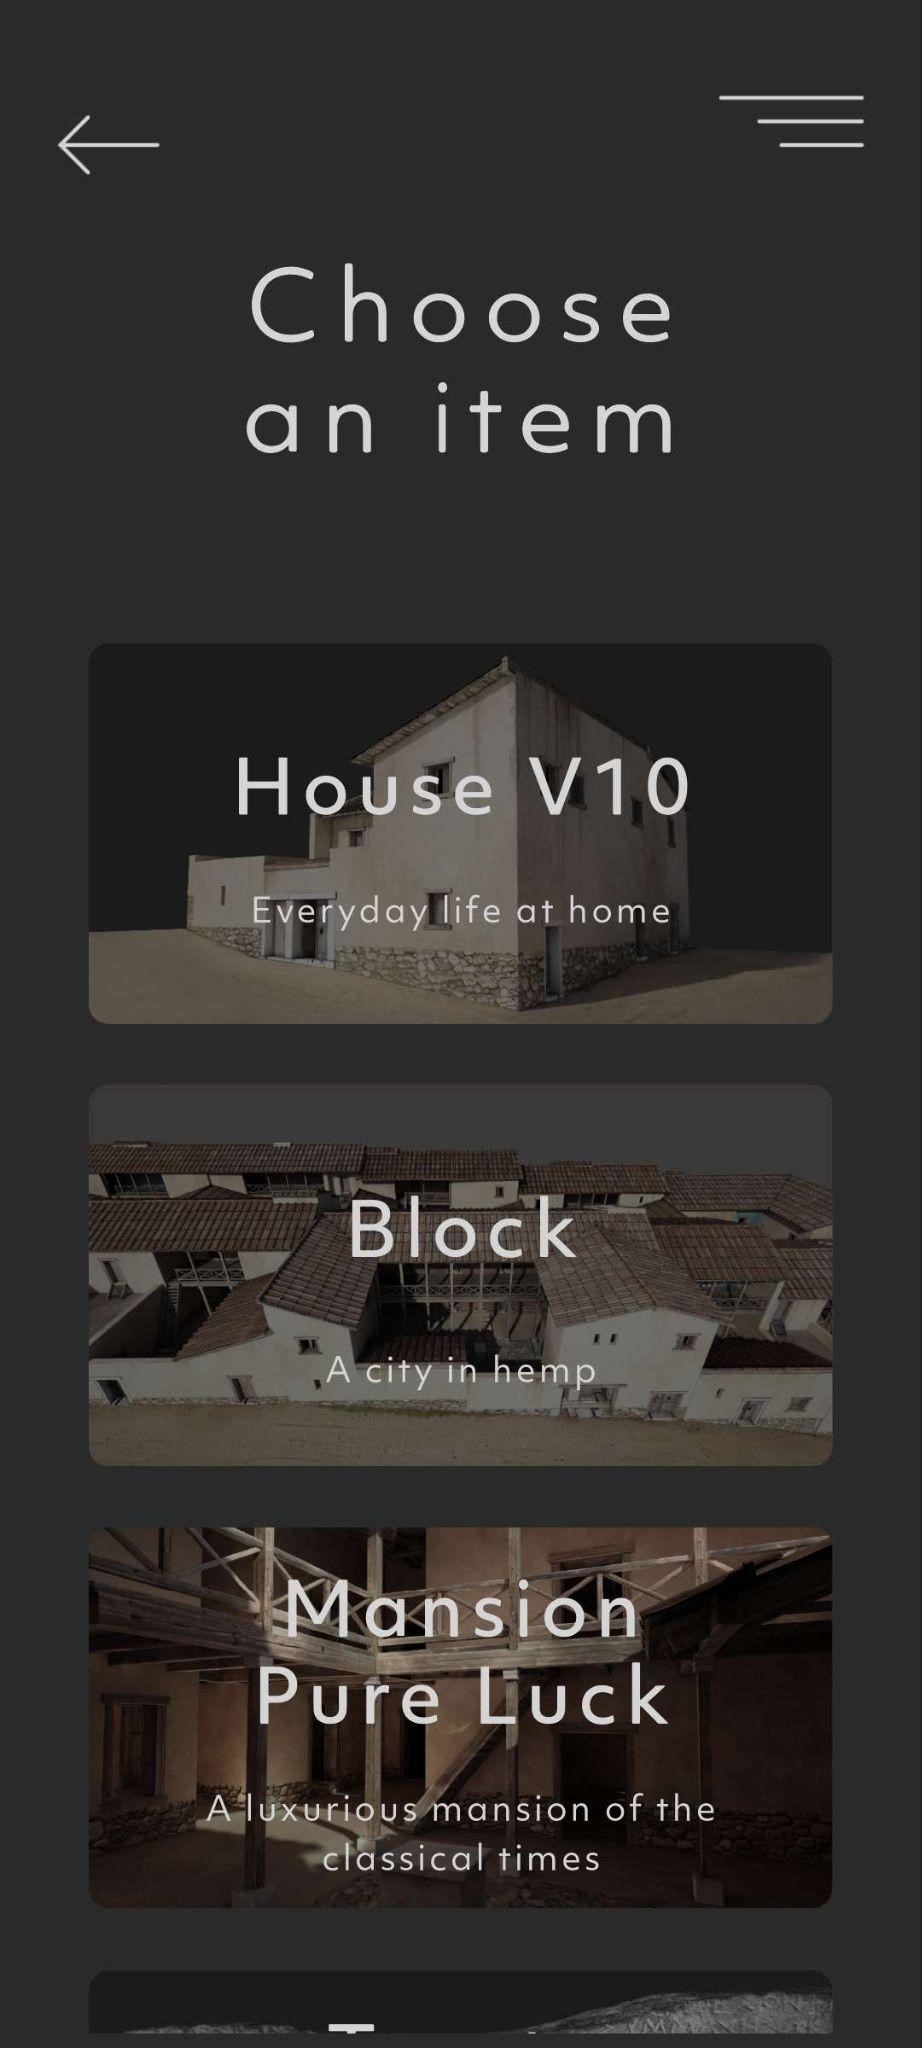 Choose
an item
House V10
Everyday life at home
Block
A city in hemp
Mansion
Pure Luck
A luxurious mansion of the
classical times